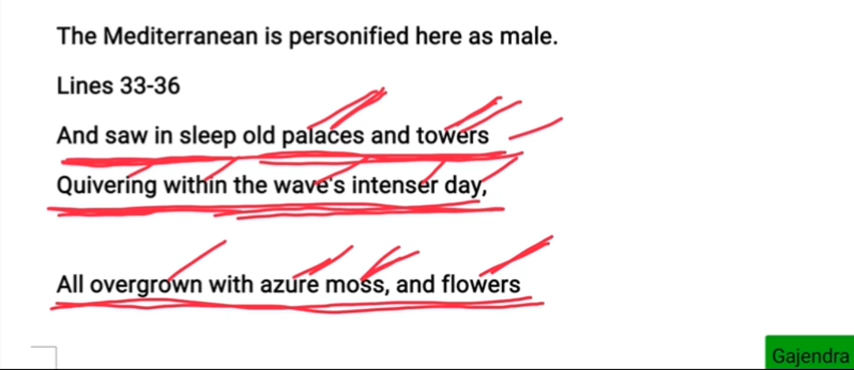 The Mediterranean is personified here as male.
Lines 33-36
And saw in sleep old palaces and towers
Quivering within the wave's intenser day,
All overgrown with azure moss, and flowers
Gajendra